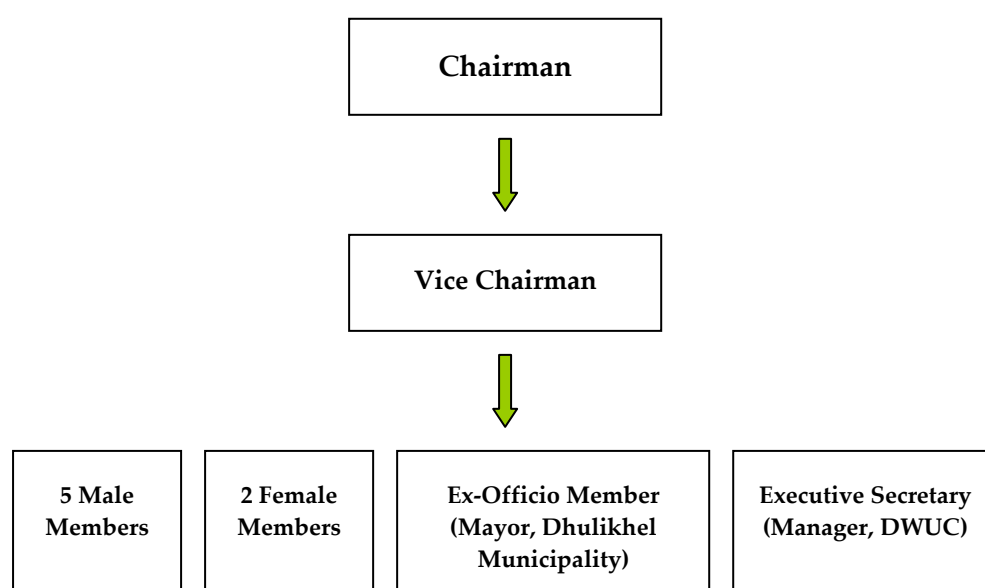 Chairman
Vice Chairman
5 Male
Members
2 Female
Members
Ex-Officio Member
(Mayor, Dhulikhel
Municipality)
Executive Secretary
(Manager, DWUC)